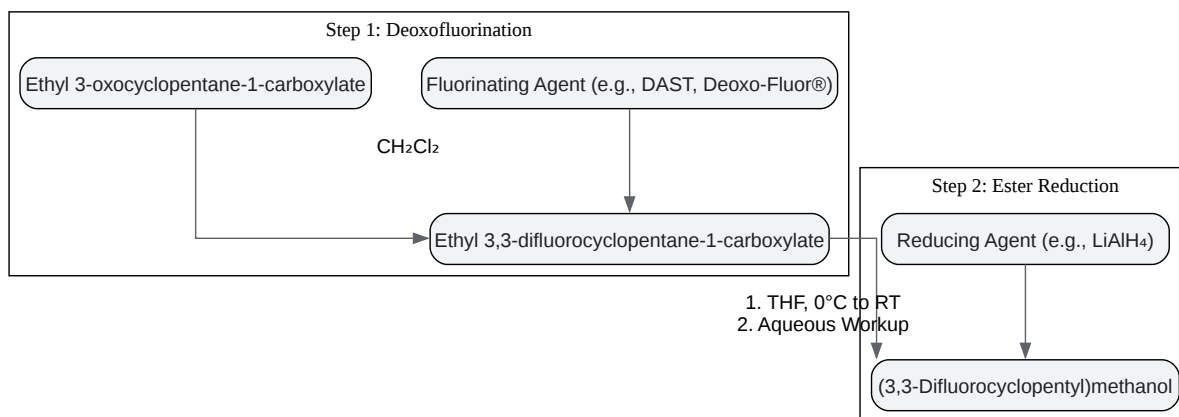 Step 1: Deoxofluorination
Ethyl 3-oxocyclopentane-1-carboxylate
Fluorinating Agent (e.g., DAST, Deoxo-Fluor®)
CH₂Cl₂
Ethyl 3,3-difluorocyclopentane-1-carboxylate
Step 2: Ester Reduction
Reducing Agent (e.g., LiAlH₄)
1. THF, 0°C to RT
2. Aqueous Workup
(3,3-Difluorocyclopentyl)methanol